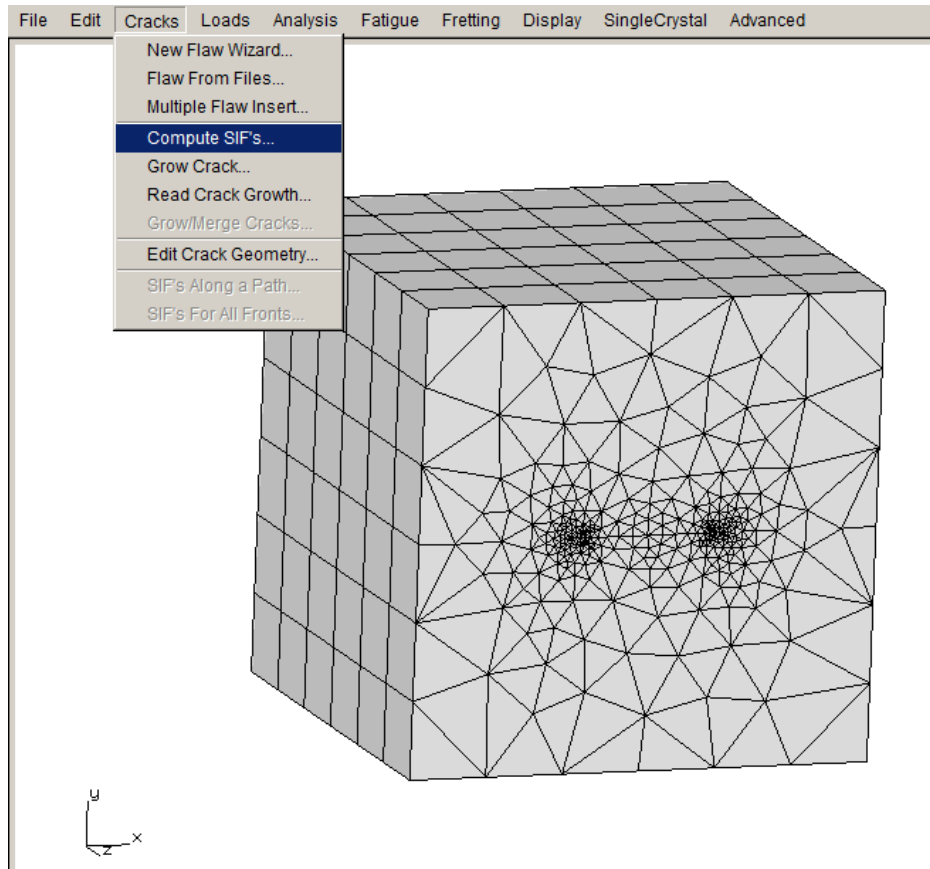 File Edit Cracks Loads Analysis Fatigue Fretting Display SingleCrystal Advanced
New Flaw Wizard...
Flaw From Files...
Multiple Flaw Insert...
Compute SIF's...
Grow Crack...
Read Crack Growth...
Grow/Merge Cracks...
Edit Crack Geometry...
SIF's Along a Path...
SIF's For All Fronts...
y
x
z